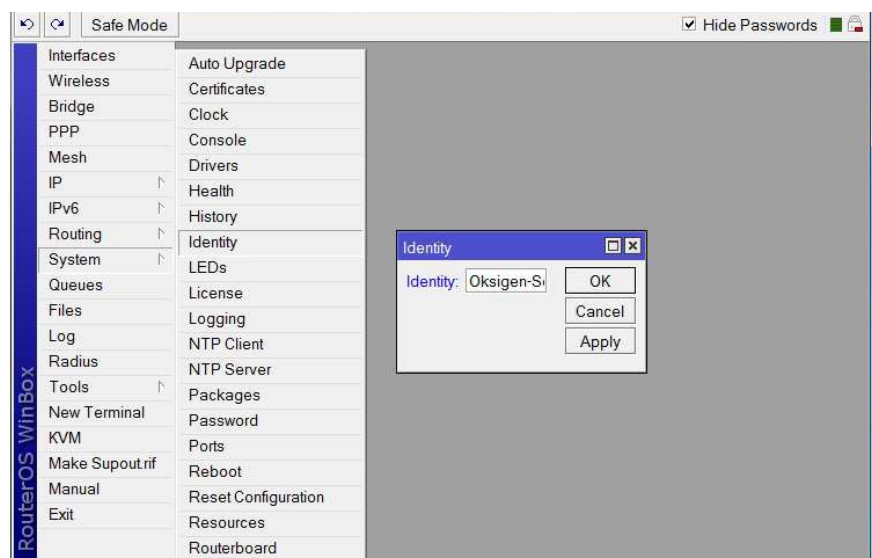 Safe Mode
Hide Passwords
RouterOS WinBox
Interfaces
Wireless
Bridge
PPP
Mesh
IP
IPv6
Routing
System
Queues
Files
Log
Radius
Tools
New Terminal
KVM
Make Supout.rif
Manual
Exit
Auto Upgrade
Certificates
Clock
Console
Drivers
Health
History
Identity
LEDs
License
Logging
NTP Client
NTP Server
Packages
Password
Ports
Reboot
Reset Configuration
Resources
Routerboard
Identity
Identity: Oksigen-S
OK
Cancel
Apply